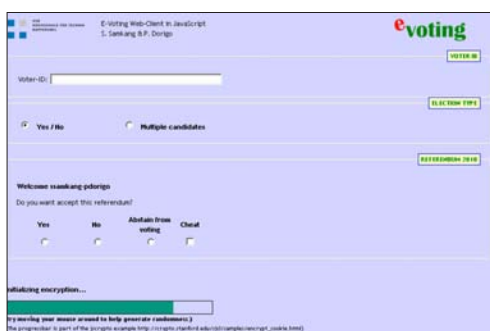 E-Voting Web-Client in JavaScript
S. Samkang & P. Dorigo
evoting
VOTER ID
Voter-ID:
ELECTION TYPE
Yes / No Multiple candidates
REFERENDUM 2010
Welcome ssamkang-pdorigo
Do you want accept this referendum?
Yes No Abstain from voting Cheat
Initializing encryption...
try moving your mouse around to help generate randomness.)
The progressbar is part of the jscrypto example http://crypto.stanford.edu/sjcl/samples/encrypt_cookie.html)